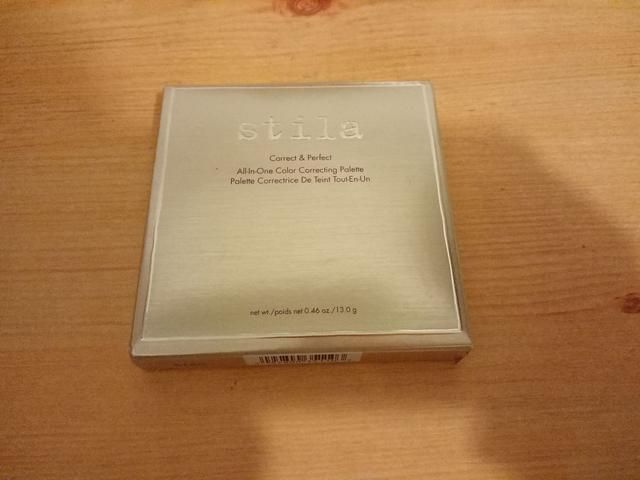 stila
Correct & Perfect
All-In-One Color Correcting Palette
Palette Correctrice De Teint Tout-En-Un
net wt./poids net 0.46 oz./13.0 g